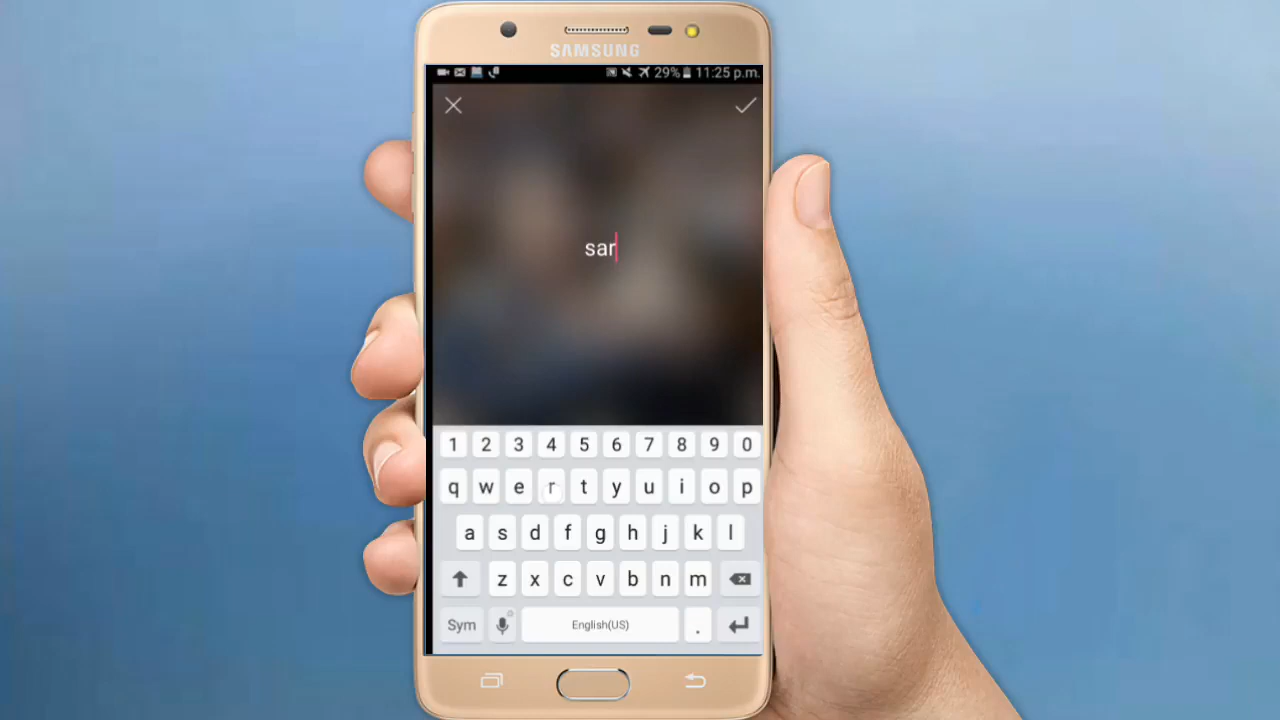 SAMSUNG
29% 11:25 p.m.
sar
1 2 3 4 5 6 7 8 9 0
q w e r t y u i o p
a s d f g h j k l
z x c v b n m
Sym English(US) .